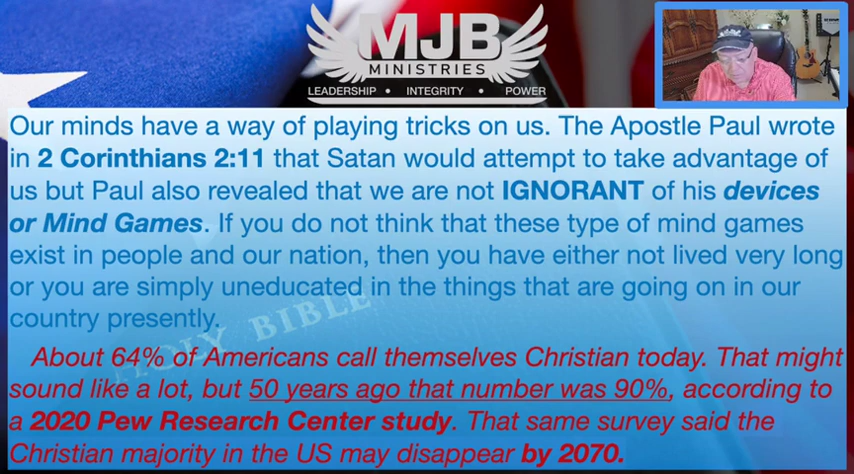 MJB
MINISTRIES
LEADERSHIP • INTEGRITY • POWER
Our minds have a way of playing tricks on us. The Apostle Paul wrote
in 2 Corinthians 2:11 that Satan would attempt to take advantage of
us but Paul also revealed that we are not IGNORANT of his devices
or Mind Games. If you do not think that these type of mind games
exist in people and our nation, then you have either not lived very long
or you are simply uneducated in the things that are going on in our
country presently.
HOLY BIBLE
About 64% of Americans call themselves Christian today. That might
sound like a lot, but 50 years ago that number was 90%, according to
a 2020 Pew Research Center study. That same survey said the
Christian majority in the US may disappear by 2070.